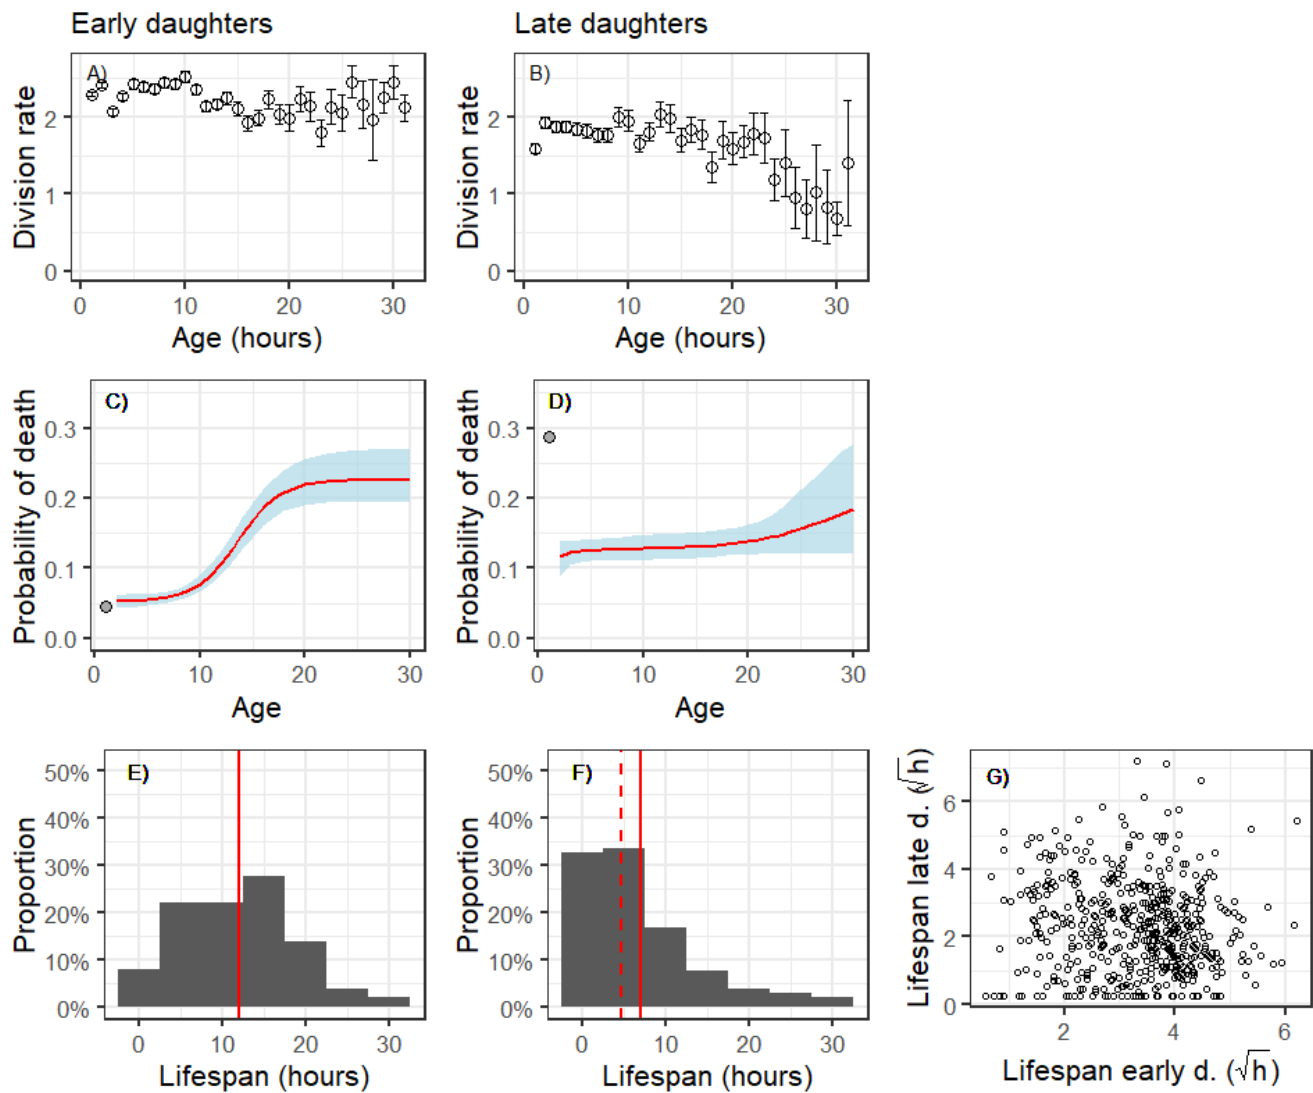 Early daughters
Late daughters
A)
Division rate
2
1
0
0 10 20 30
Age (hours)
B)
Division rate
2
1
0
0 10 20 30
Age (hours)
C)
Probability of death
0.3
0.2
0.1
0.0
0 10 20 30
Age
D)
Probability of death
0.3
0.2
0.1
0.0
0 10 20 30
Age
E)
Proportion
50%
40%
30%
20%
10%
0%
0 10 20 30
Lifespan (hours)
F)
Proportion
50%
40%
30%
20%
10%
0%
0 10 20 30
Lifespan (hours)
G)
Lifespan late d. (√h)
6
4
2
0
2 4 6
Lifespan early d. (√h)